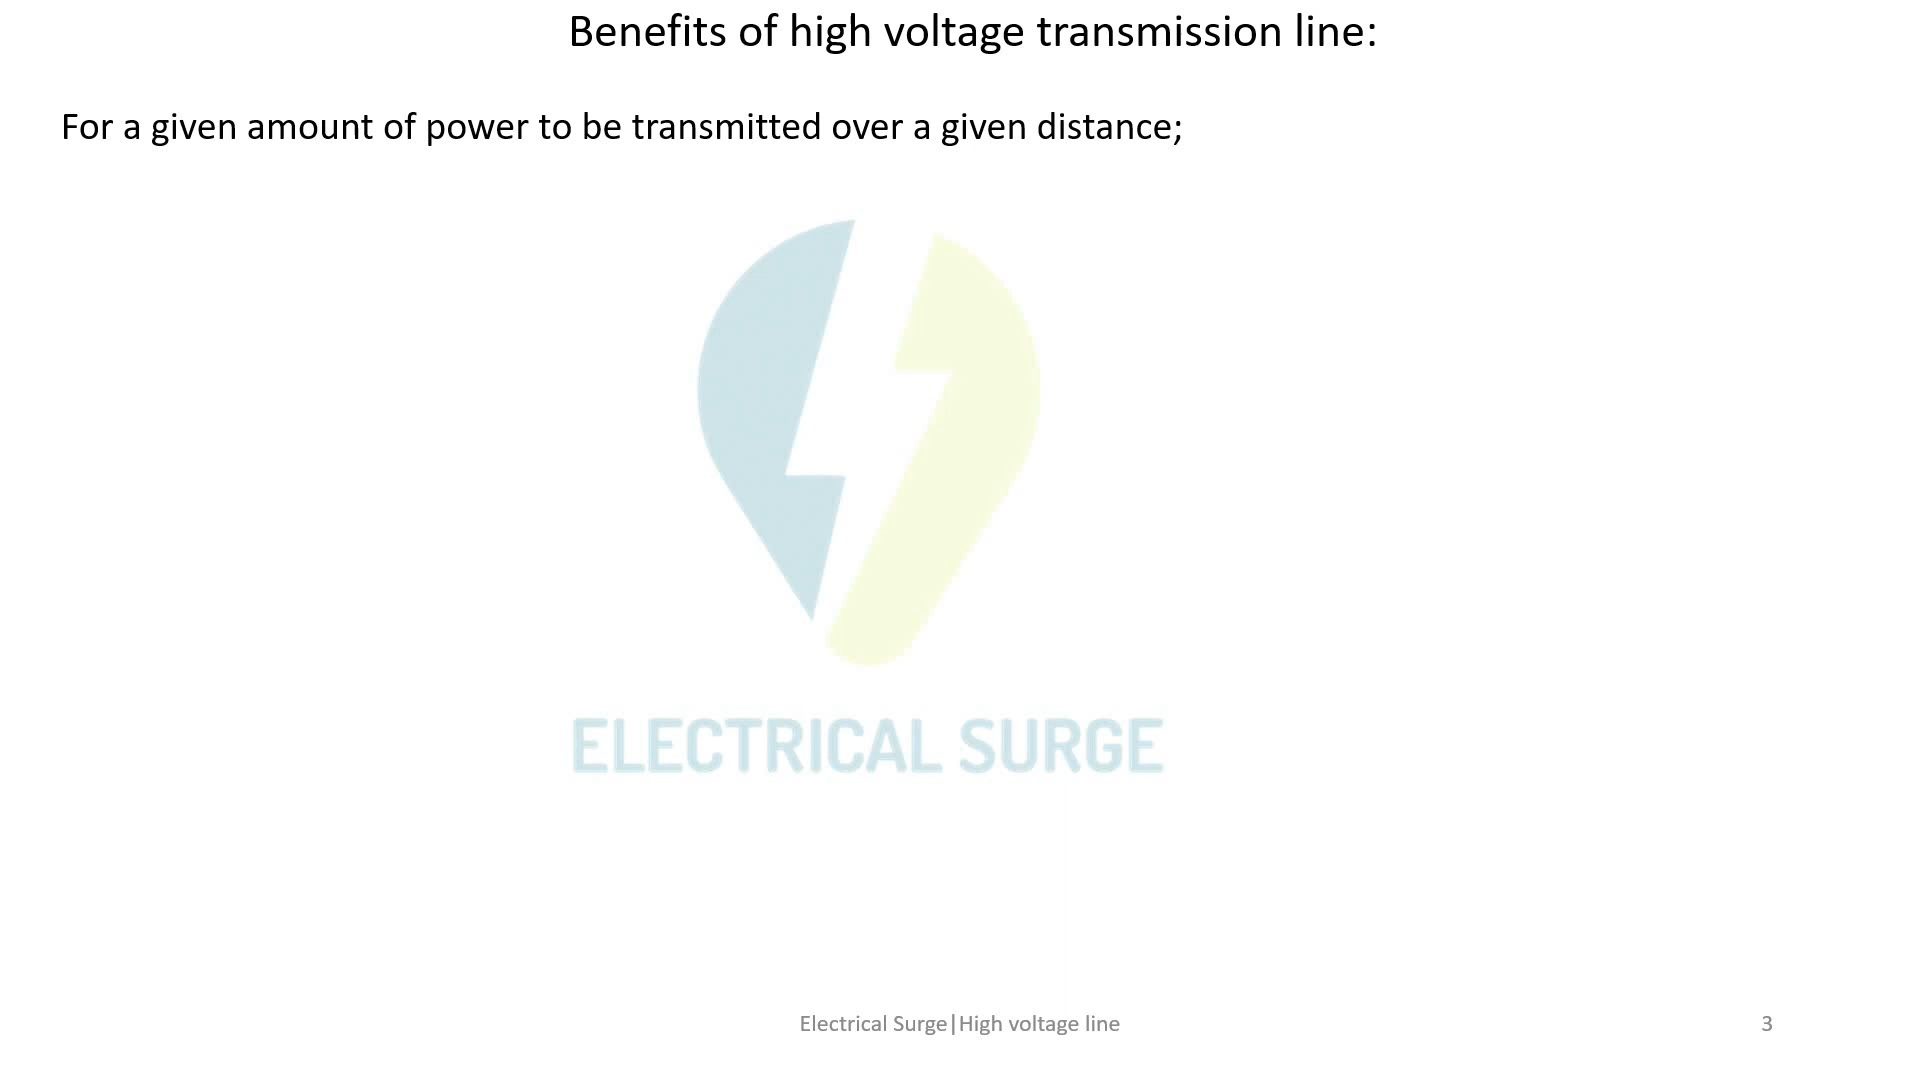 Benefits of high voltage transmission line:
For a given amount of power to be transmitted over a given distance;
ELECTRICAL SURGE
Electrical Surge|High voltage line
3